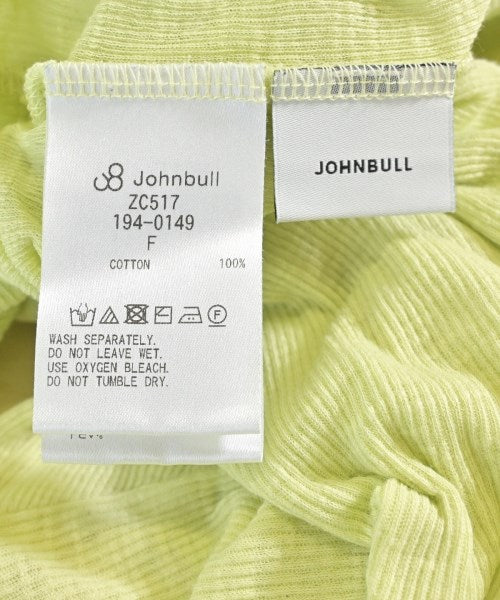 Johnbull
ZC517
194-0149
F
COTTON 100%
F
WASH SEPARATELY.
DO NOT LEAVE WET.
USE OXYGEN BLEACH.
DO NOT TUMBLE DRY.
JOHNBULL